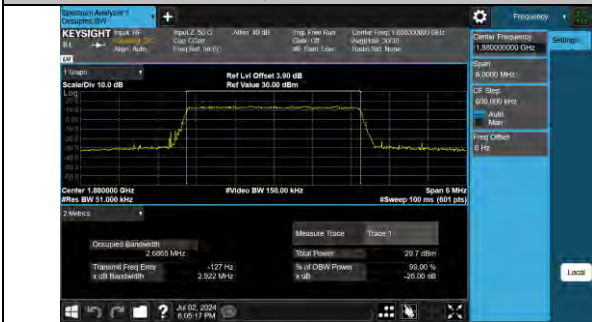 Spectrum Analyzer 1
Occupied BW
Frequency
KEYSIGHT Input: RF
Align: Auto
Input Z: 50 Ω
Corr CCorr
Freq Ref: Int (S)
Atten: 40 dB
Trig: Free Run
Gate: Off
#IF Gain: Low
Center Freq: 1.880000000 GHz
Avg|Hold: 30/30
Radio Std: None
Center Frequency
1.880000000 GHz
Settings
Span
6.0000 MHz
CF Step
600.000 kHz
Auto
Man
Freq Offset
0 Hz
1 Graph
Scale/Div 10.0 dB
Ref Lvl Offset 3.90 dB
Ref Value 30.00 dBm
Log
Center 1.880000 GHz
#Res BW 51.000 kHz
#Video BW 150.00 kHz
Span 6 MHz
#Sweep 100 ms (601 pts)
2 Metrics
Measure Trace
Trace 1
Occupied Bandwidth
2.6865 MHz
Total Power
29.7 dBm
Transmit Freq Error
-127 Hz
% of OBW Power
99.00 %
x dB Bandwidth
2.922 MHz
x dB
-26.00 dB
Local
Jul 02, 2024
6:05:17 PM